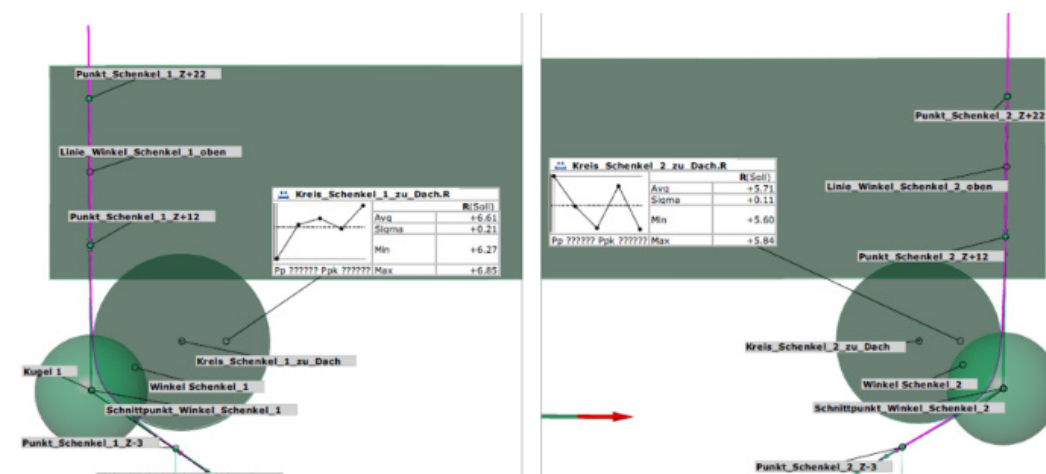 Punkt_Schenkel_1_Z+22
Linie_Winkel_Schenkel_1_oben
Punkt_Schenkel_1_Z+12
Kreis_Schenkel_1_zu_Dach.R
R(Soll)
Avg +6.61
Sigma +0.21
Min +6.27
Pp ?????? Ppk ?????? Max +6.85
Kreis_Schenkel_1_zu_Dach
Kugel 1
Winkel Schenkel_1
Schnittpunkt_Winkel_Schenkel_1
Punkt_Schenkel_1_Z-3
Punkt_Schenkel_2_Z+22
Kreis_Schenkel_2_zu_Dach.R
R(Soll)
Avg +5.71
Sigma +0.11
Min +5.60
Pp ?????? Ppk ?????? Max +5.84
Linie_Winkel_Schenkel_2_oben
Punkt_Schenkel_2_Z+12
Kreis_Schenkel_2_zu_Dach
Winkel Schenkel_2
Schnittpunkt_Winkel_Schenkel_2
Punkt_Schenkel_2_Z-3